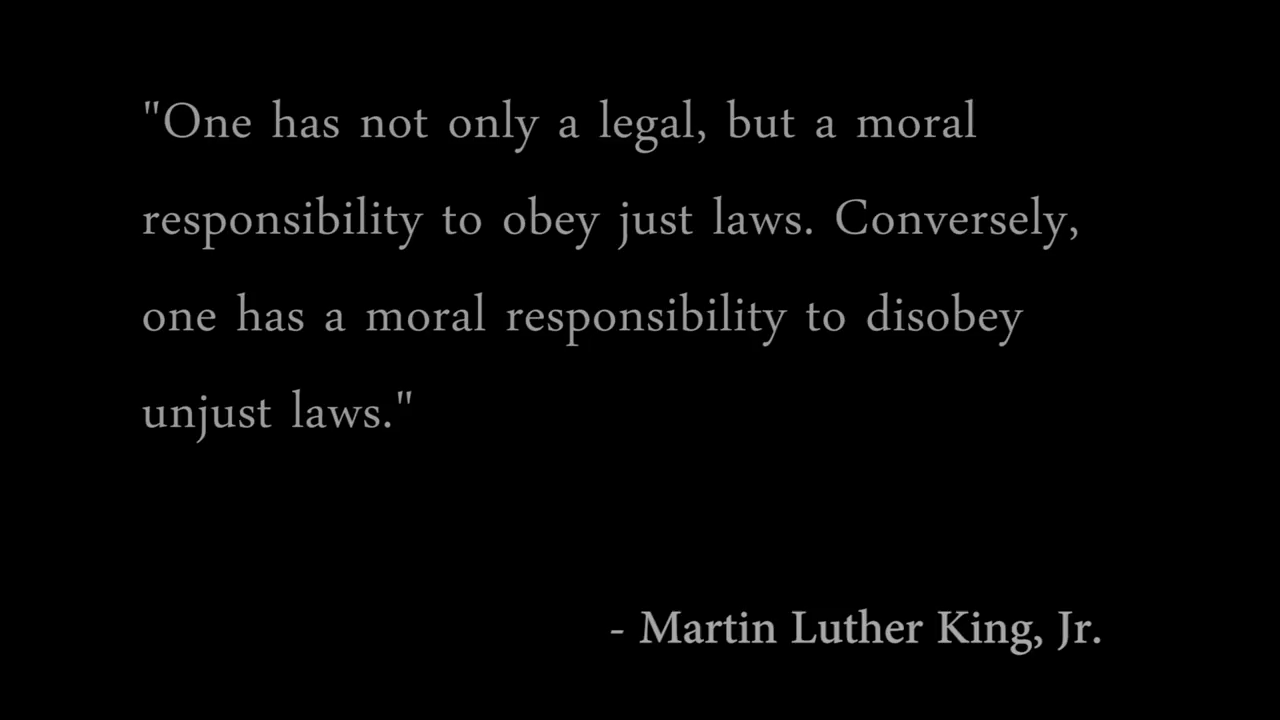 "One has not only a legal, but a moral
responsibility to obey just laws. Conversely,
one has a moral responsibility to disobey
unjust laws."
- Martin Luther King, Jr.